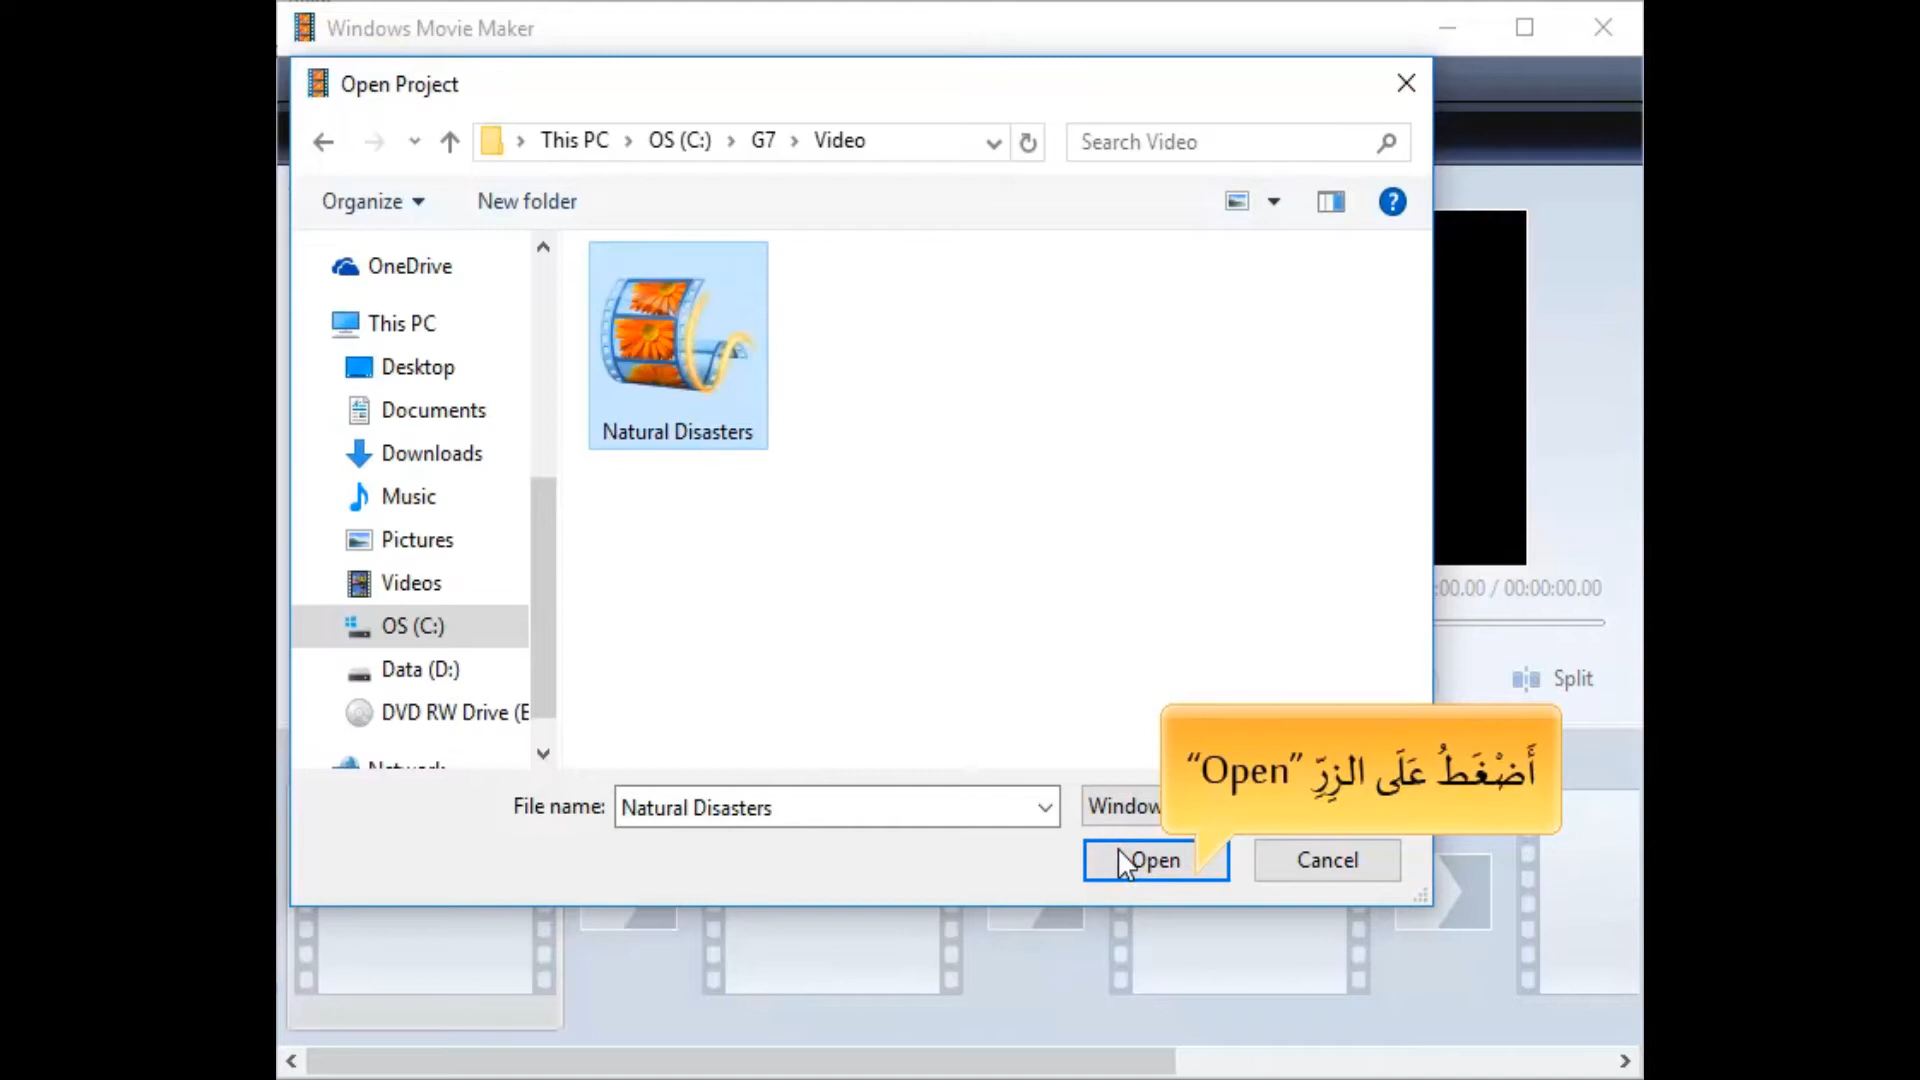 Windows Movie Maker
Open Project
This PC > OS (C:) > G7 > Video
Search Video
Organize
New folder
?
OneDrive
This PC
Desktop
Documents
Downloads
Music
Pictures
Videos
OS (C:)
Data (D:)
DVD RW Drive (E
Network
Natural Disasters
:00.00 / 00:00:00.00
Split
أَضْغَطُ عَلَى الزِرِّ “Open”
File name:
Natural Disasters
Window
Open
Cancel